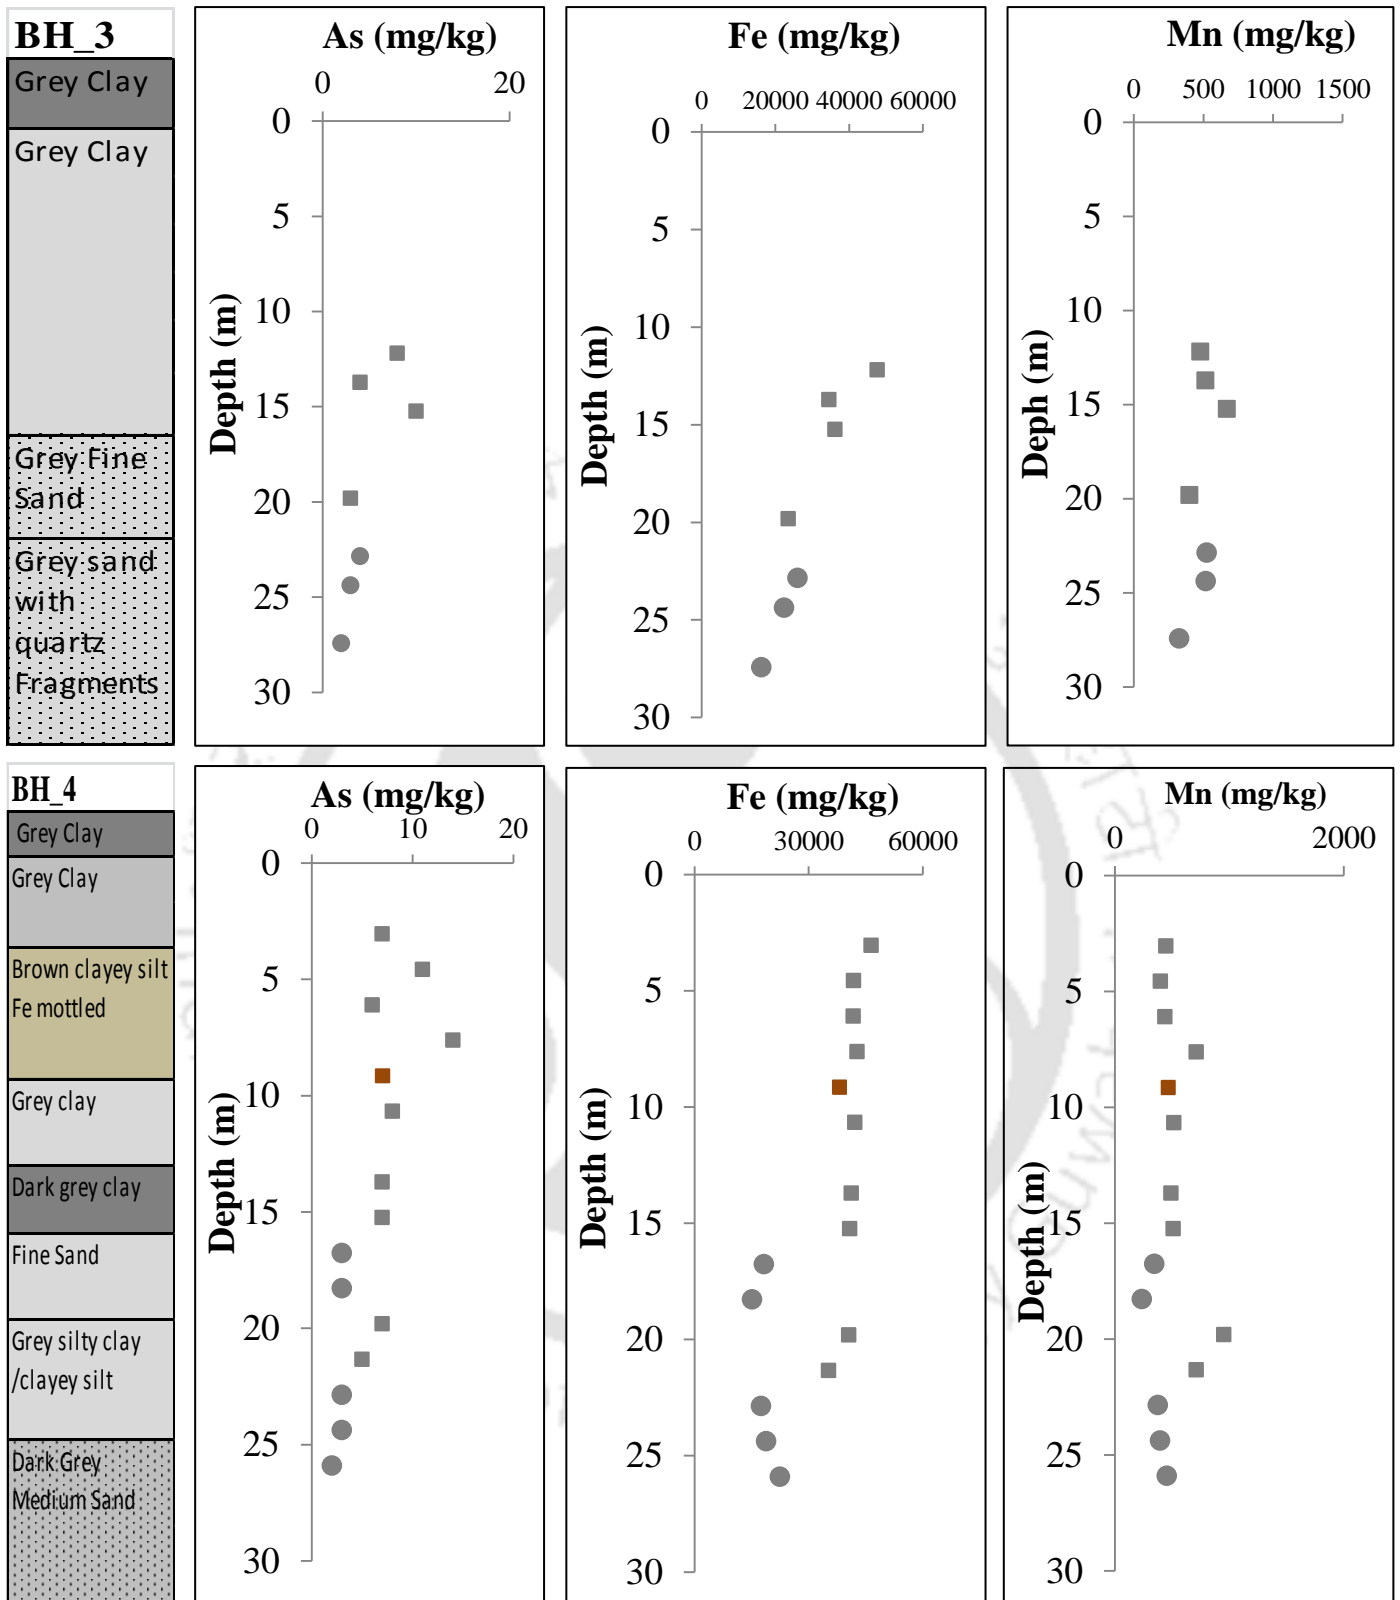 BH_3
Grey Clay
Grey Clay
Grey Fine
Sand
Grey sand
with
quartz
Fragments
As (mg/kg)
0 20
0
5
10
15
20
25
30
Depth (m)
Fe (mg/kg)
0 20000 40000 60000
0
5
10
15
20
25
30
Depth (m)
Mn (mg/kg)
0 500 1000 1500
0
5
10
15
20
25
30
Deph (m)
BH_4
Grey Clay
Grey Clay
Brown clayey silt
Fe mottled
Grey clay
Dark grey clay
Fine Sand
Grey silty clay
/clayey silt
Dark Grey
Medium Sand
As (mg/kg)
0 10 20
0
5
10
15
20
25
30
Depth (m)
Fe (mg/kg)
0 30000 60000
0
5
10
15
20
25
30
Depth (m)
Mn (mg/kg)
0 2000
0
5
10
15
20
25
30
Depth (m)